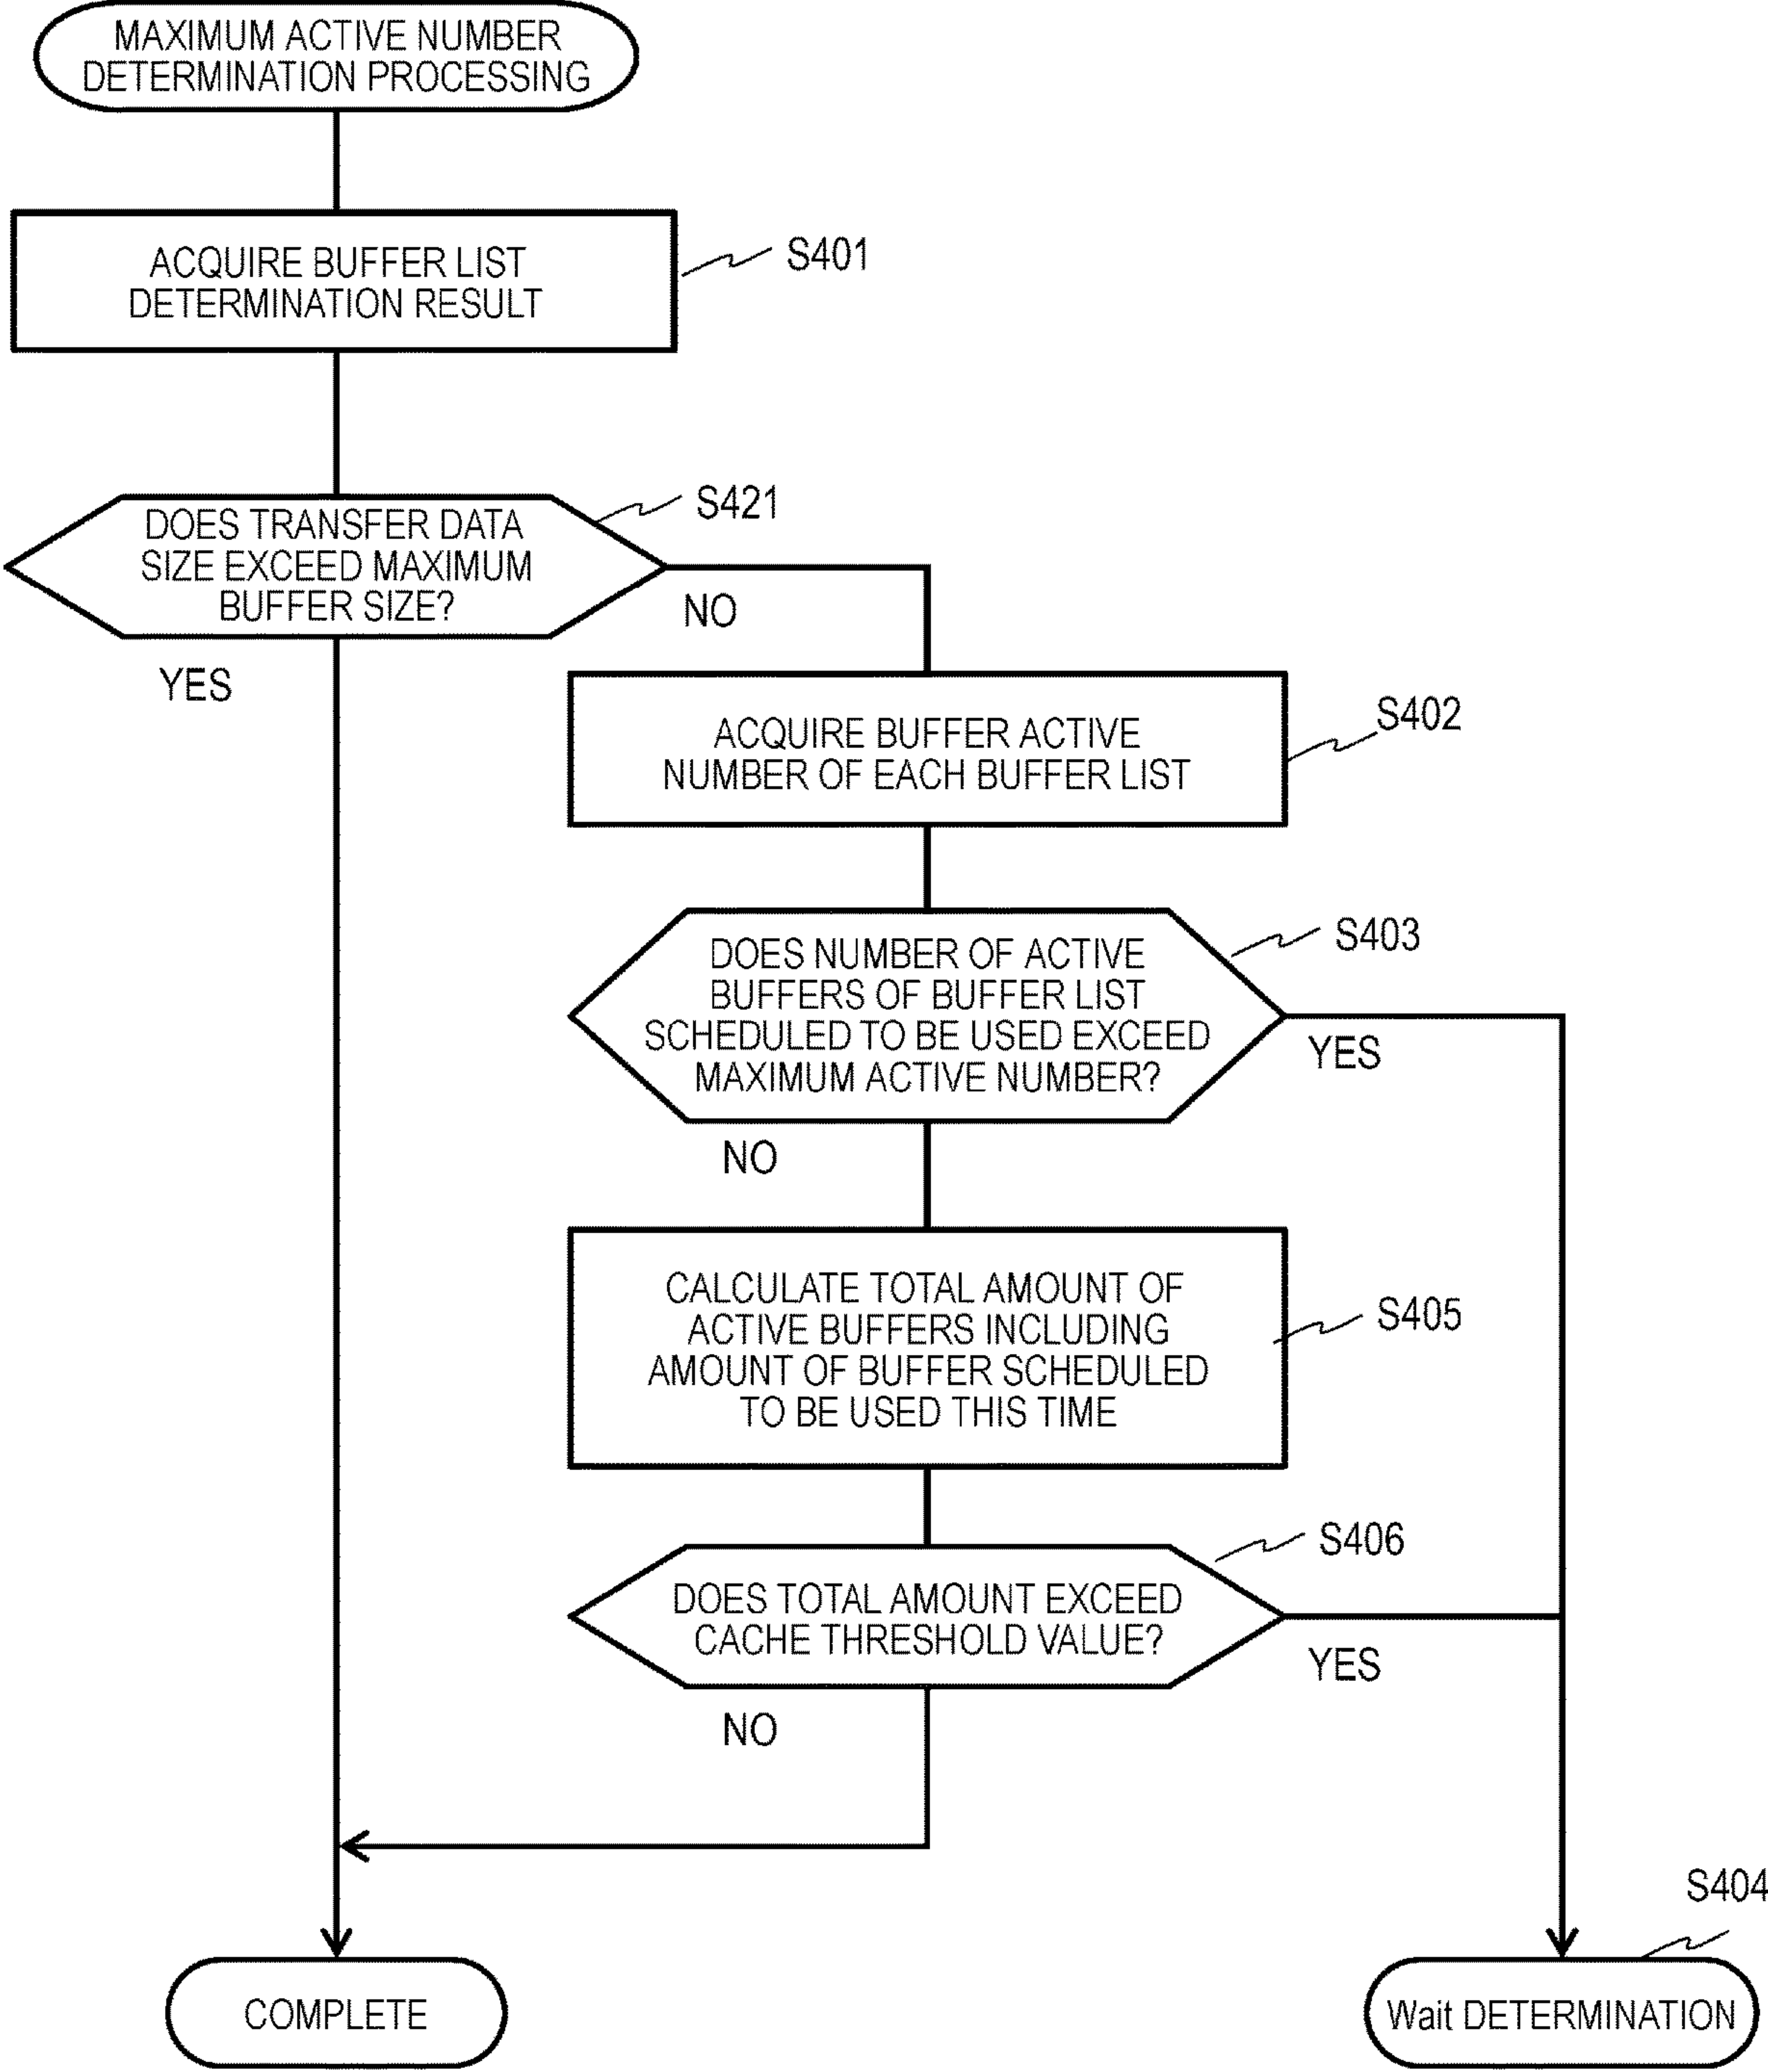 MAXIMUM ACTIVE NUMBER
DETERMINATION PROCESSING
ACQUIRE BUFFER LIST
DETERMINATION RESULT
S401
DOES TRANSFER DATA
SIZE EXCEED MAXIMUM
BUFFER SIZE?
S421
NO
YES
ACQUIRE BUFFER ACTIVE
NUMBER OF EACH BUFFER LIST
S402
DOES NUMBER OF ACTIVE
BUFFERS OF BUFFER LIST
SCHEDULED TO BE USED EXCEED
MAXIMUM ACTIVE NUMBER?
S403
YES
NO
CALCULATE TOTAL AMOUNT OF
ACTIVE BUFFERS INCLUDING
AMOUNT OF BUFFER SCHEDULED
TO BE USED THIS TIME
S405
DOES TOTAL AMOUNT EXCEED
CACHE THRESHOLD VALUE?
S406
YES
NO
COMPLETE
S404
Wait DETERMINATION